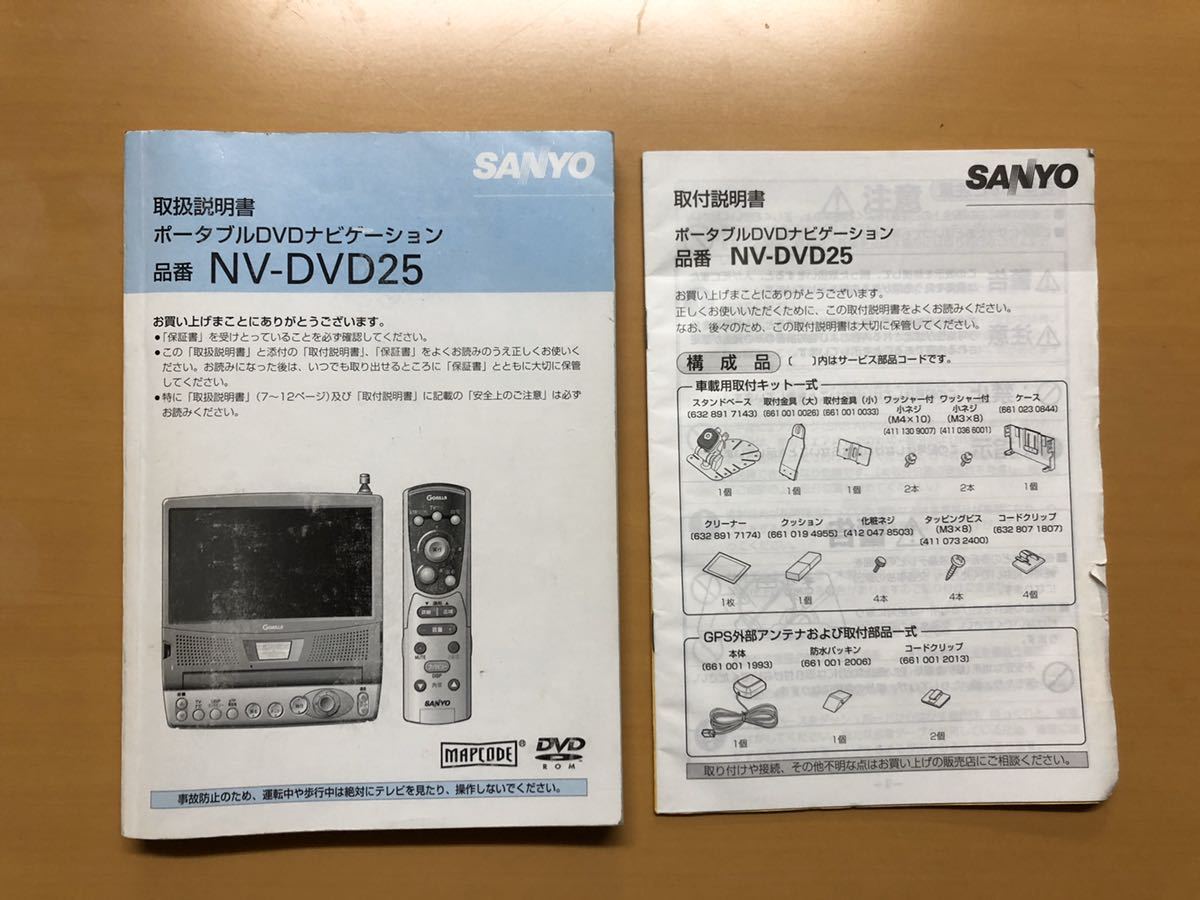 SANYO
取扱説明書
ポータブルDVDナビゲーション
品番 NV-DVD25
お買い上げまことにありがとうございます。
●「保証書」を受けとっていることを必ず確認してください。
●この「取扱説明書」と添付の「取付説明書」、「保証書」をよくお読みのうえ正しくお使いく
ださい。お読みになった後は、いつでも取り出せるところに「保証書」とともに大切に保管
してください。
●特に「取扱説明書」(7〜12ページ)及び「取付説明書」に記載の「安全上のご注意」は必ず
お読みください。
GORILLA
GORILLA
SANYO
MAPCODE®
DVD
ROM
事故防止のため、運転中や歩行中は絶対にテレビを見たり、操作しないでください。
SANYO
取付説明書
ポータブルDVDナビゲーション
品番 NV-DVD25
お買い上げまことにありがとうございます。
正しくお使いいただくために、この取付説明書をよくお読みください。
なお、後々のため、この取付説明書は大切に保管してください。
構成品 〔 〕内はサービス部品コードです。
車載用取付キット一式
スタンドベース 取付金具(大) 取付金具(小) ワッシャー付 ワッシャー付 ケース
(632 891 7143) (661 001 0026) (661 001 0033) 小ネジ 小ネジ (661 023 0844)
(M4×10) (M3×8)
(411 130 9007) (411 036 6001)
1個 1個 1個 2本 2本 1個
クリーナー クッション 化粧ネジ タッピングビス コードクリップ
(632 891 7174) (661 019 4955) (412 047 8503) (M3×8) (632 807 1807)
(411 073 2400)
1枚 1個 4本 4本 4個
GPS外部アンテナおよび取付部品一式
本体 防水パッキン コードクリップ
(661 001 1993) (661 001 2006) (661 001 2013)
1個 1個 2個
取り付けや接続、その他不明な点はお買い上げの販売店にご相談ください。